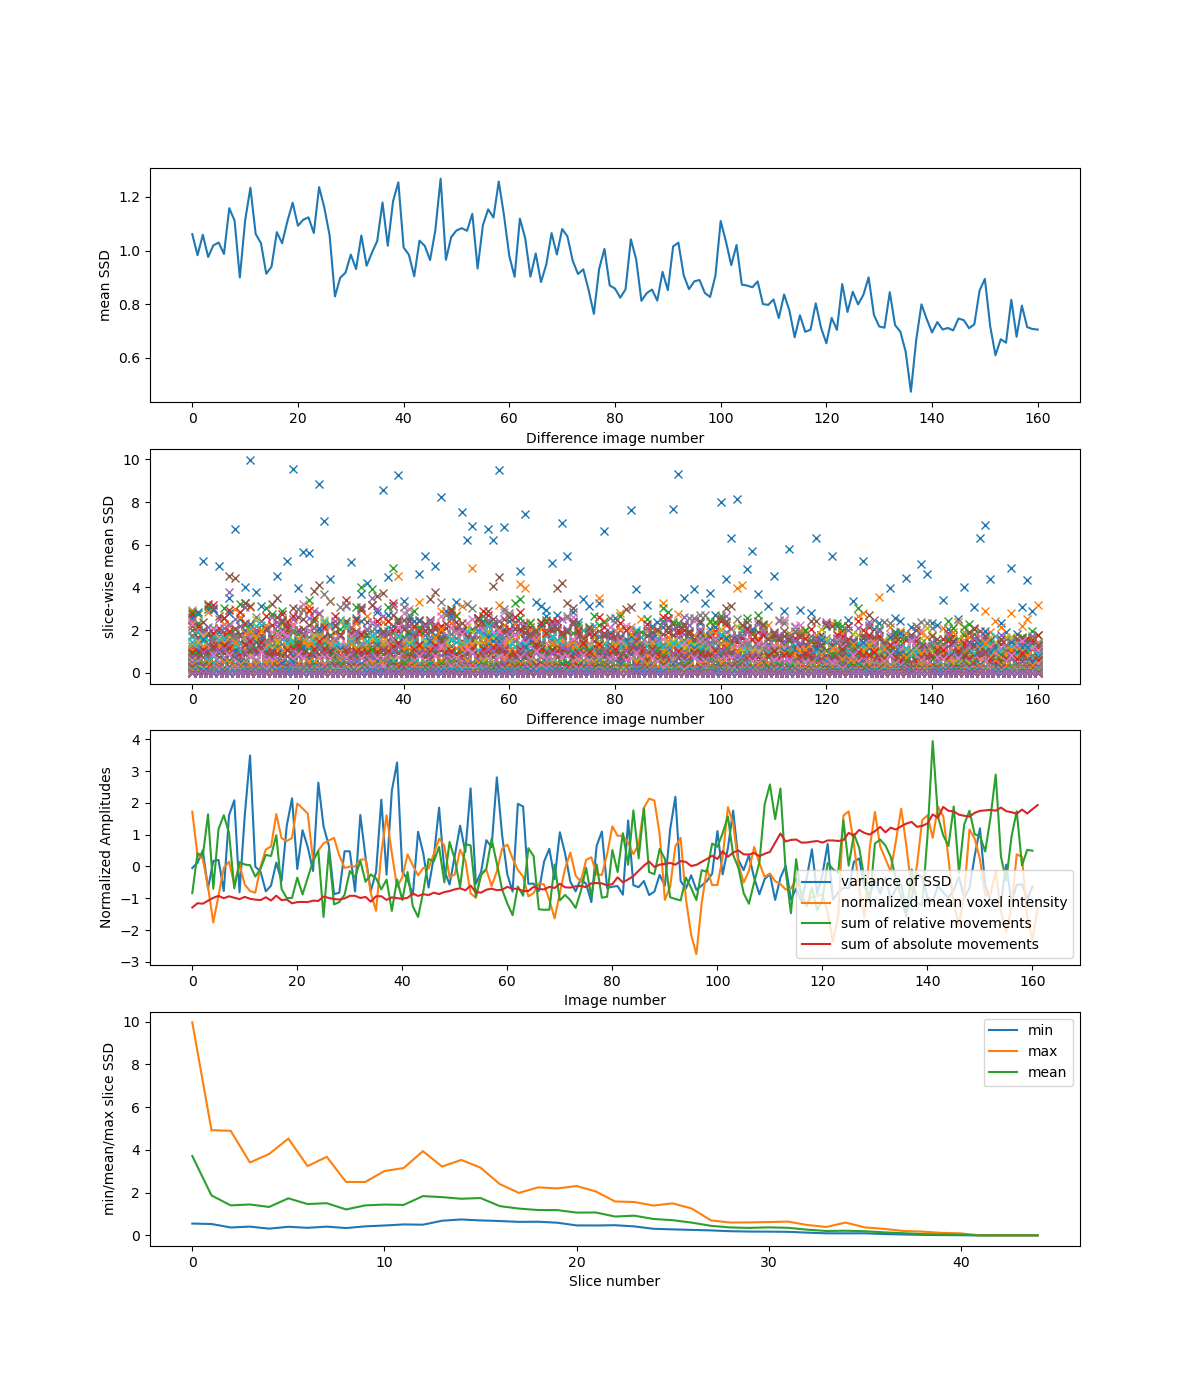 1.2
1.0
0.8
0.6
mean SSD
0 20 40 60 80 100 120 140 160
Difference image number
10
8
6
4
2
0
slice-wise mean SSD
0 20 40 60 80 100 120 140 160
Difference image number
4
3
2
1
0
−1
−2
−3
Normalized Amplitudes
variance of SSD
normalized mean voxel intensity
sum of relative movements
sum of absolute movements
0 20 40 60 80 100 120 140 160
Image number
10
8
6
4
2
0
min/mean/max slice SSD
min
max
mean
0 10 20 30 40
Slice number